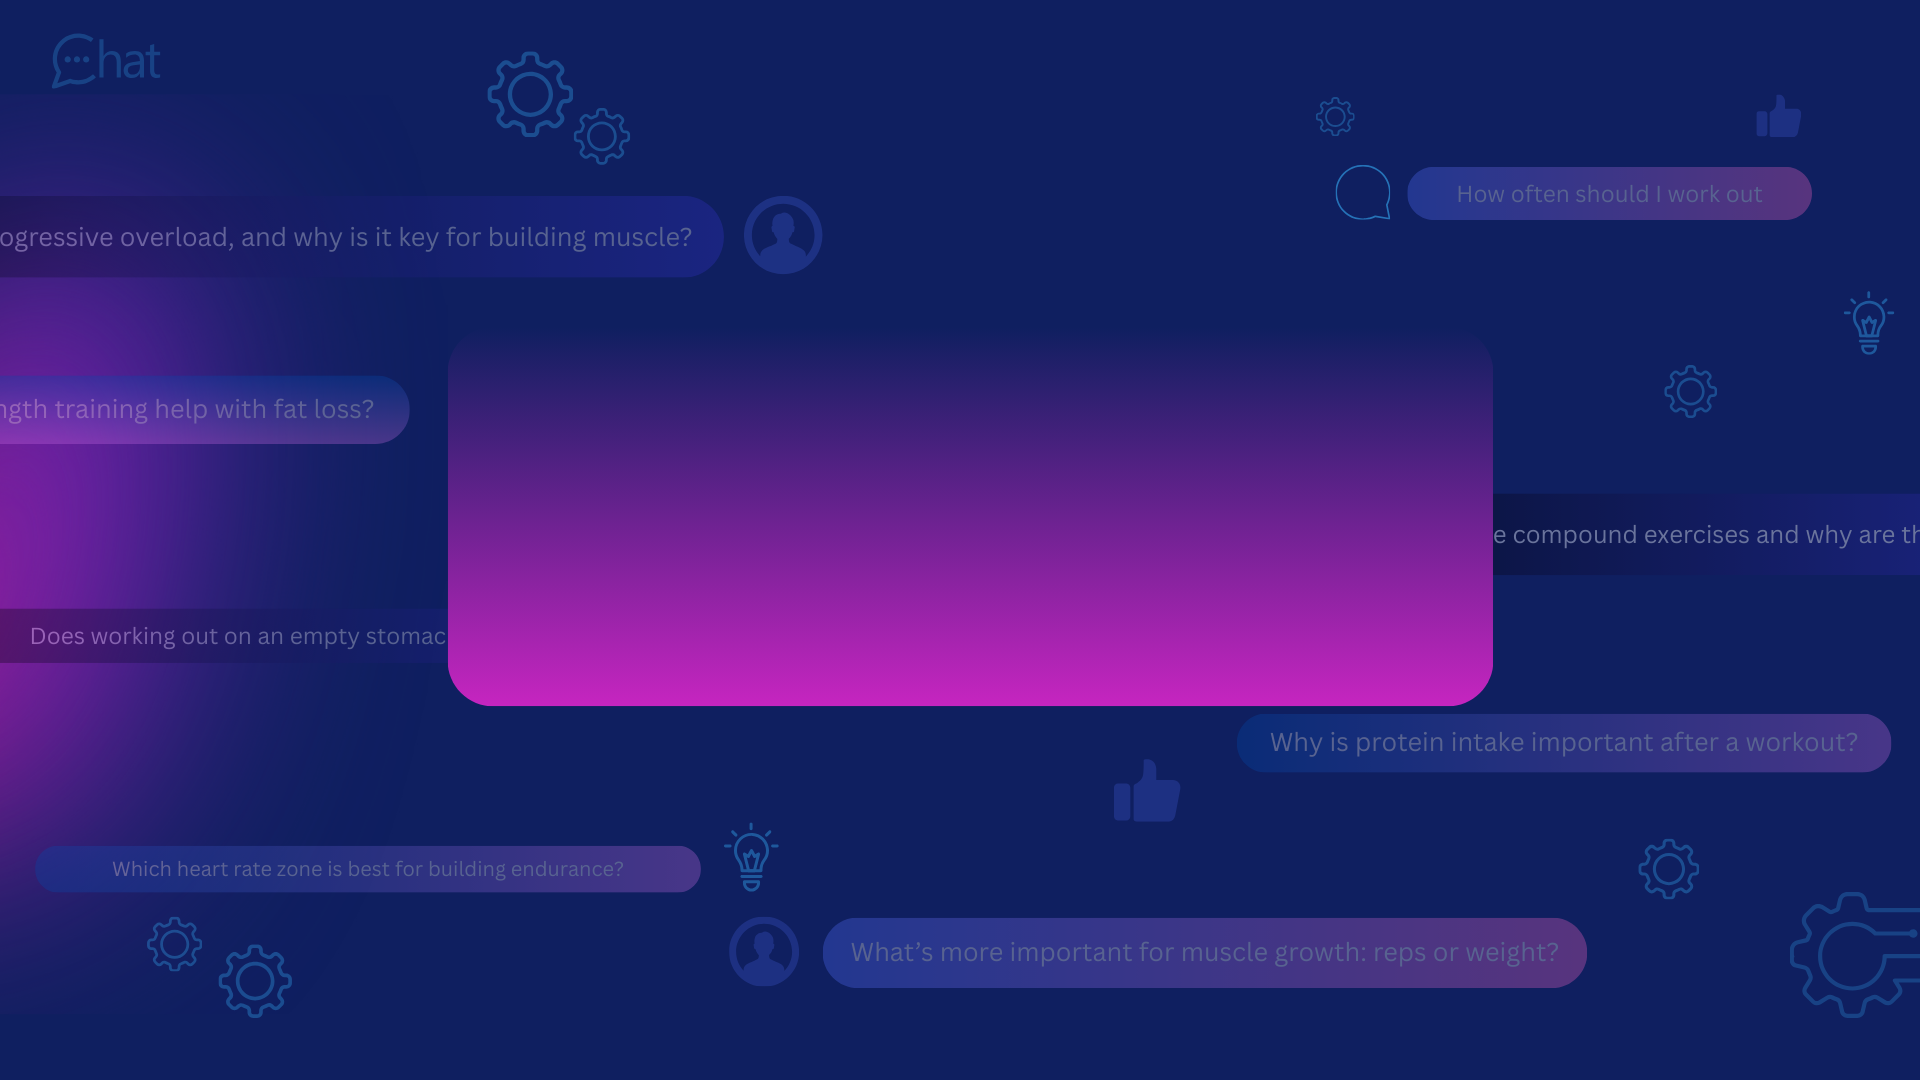 Chat
How often should I work out
ogressive overload, and why is it key for building muscle?
ngth training help with fat loss?
e compound exercises and why are th
Does working out on an empty stomac
Why is protein intake important after a workout?
Which heart rate zone is best for building endurance?
What's more important for muscle growth: reps or weight?